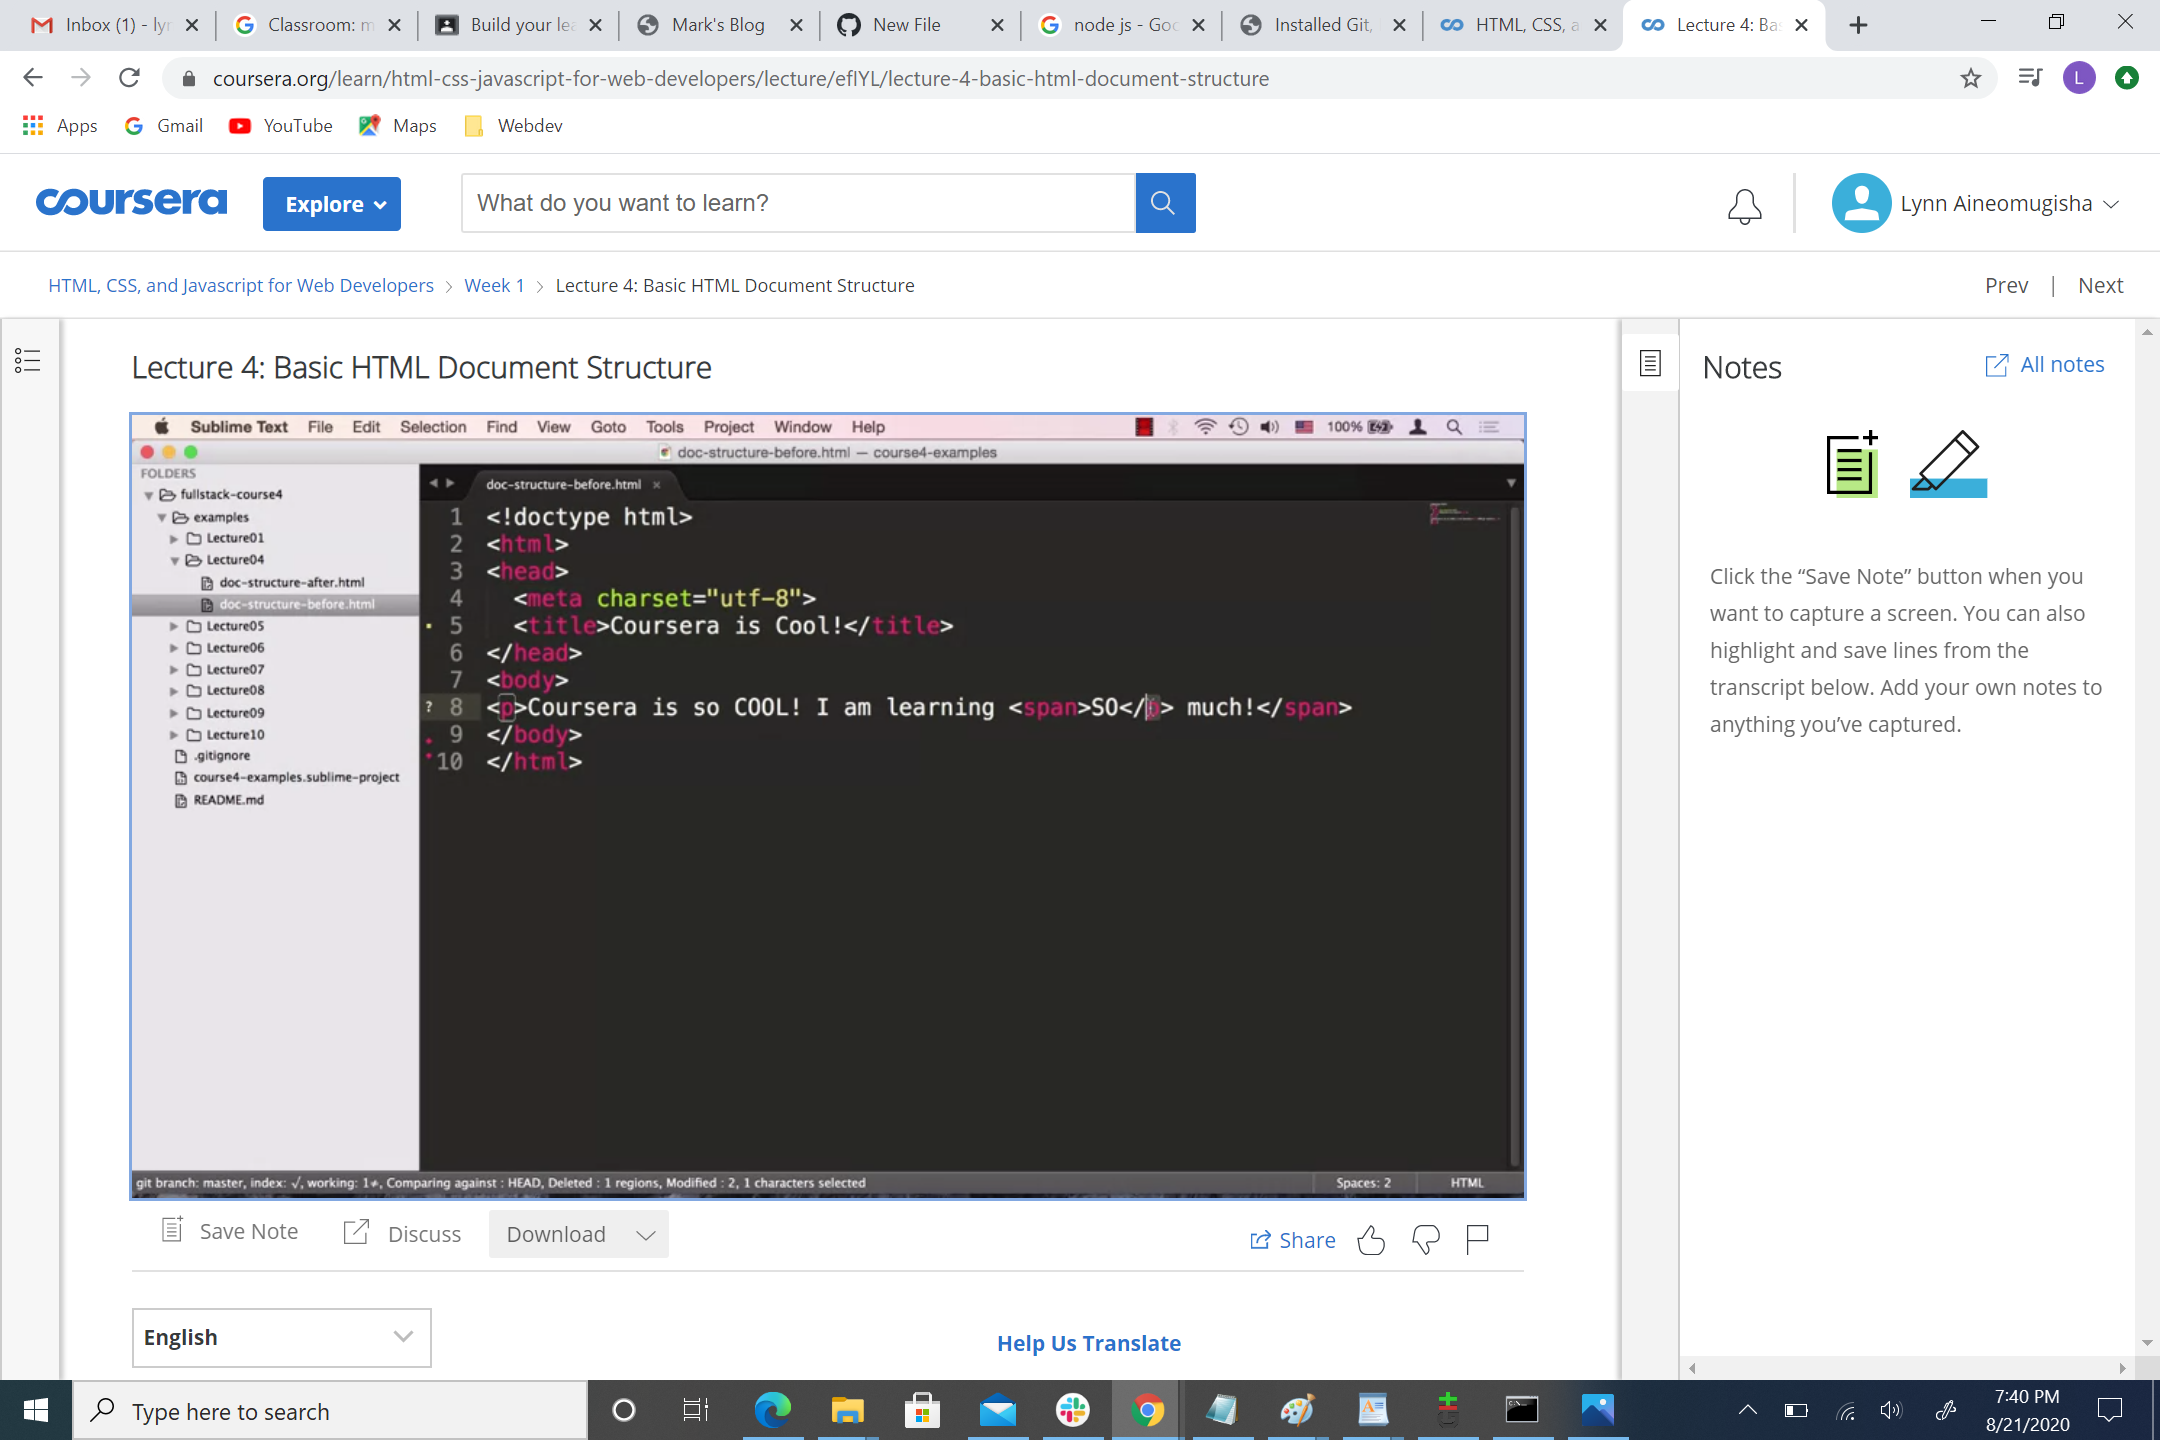 Inbox (1) - lyn
Classroom: m
Build your lea
Mark's Blog
New File
node js - Goo
Installed Git,
HTML, CSS, a
Lecture 4: Bas
coursera.org/learn/html-css-javascript-for-web-developers/lecture/efIYL/lecture-4-basic-html-document-structure
L
Apps
Gmail
YouTube
Maps
Webdev
coursera
Explore
What do you want to learn?
Lynn Aineomugisha
HTML, CSS, and Javascript for Web Developers > Week 1 > Lecture 4: Basic HTML Document Structure
Prev | Next
Lecture 4: Basic HTML Document Structure
Sublime Text File Edit Selection Find View Goto Tools Project Window Help
100%
doc-structure-before.html — course4-examples
FOLDERS
fullstack-course4
examples
Lecture01
Lecture04
doc-structure-after.html
doc-structure-before.html
Lecture05
Lecture06
Lecture07
Lecture08
Lecture09
Lecture10
.gitignore
course4-examples.sublime-project
README.md
doc-structure-before.html
1 <!doctype html>
2 <html>
3 <head>
4 <meta charset="utf-8">
5 <title>Coursera is Cool!</title>
6 </head>
7 <body>
? 8 <p>Coursera is so COOL! I am learning <span>SO</p> much!</span>
9 </body>
10 </html>
git branch: master, index: √, working: 1≠, Comparing against : HEAD, Deleted : 1 regions, Modified : 2, 1 characters selected
Spaces: 2
HTML
Save Note
Discuss
Download
Share
English
Help Us Translate
Notes
All notes
Click the “Save Note” button when you
want to capture a screen. You can also
highlight and save lines from the
transcript below. Add your own notes to
anything you’ve captured.
Type here to search
7:40 PM
8/21/2020